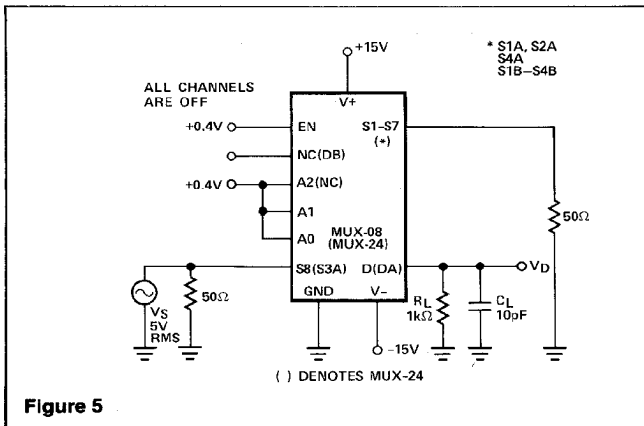 +15V
* S1A, S2A
S4A
S1B–S4B
ALL CHANNELS
ARE OFF
V+
+0.4V
EN
S1–S7
(*)
NC(DB)
+0.4V
A2(NC)
A1
50Ω
A0
MUX-08
(MUX-24)
S8(S3A)
D(DA)
VD
50Ω
GND
V–
RL
1kΩ
CL
10pF
VS
5V
RMS
–15V
( ) DENOTES MUX-24
Figure 5